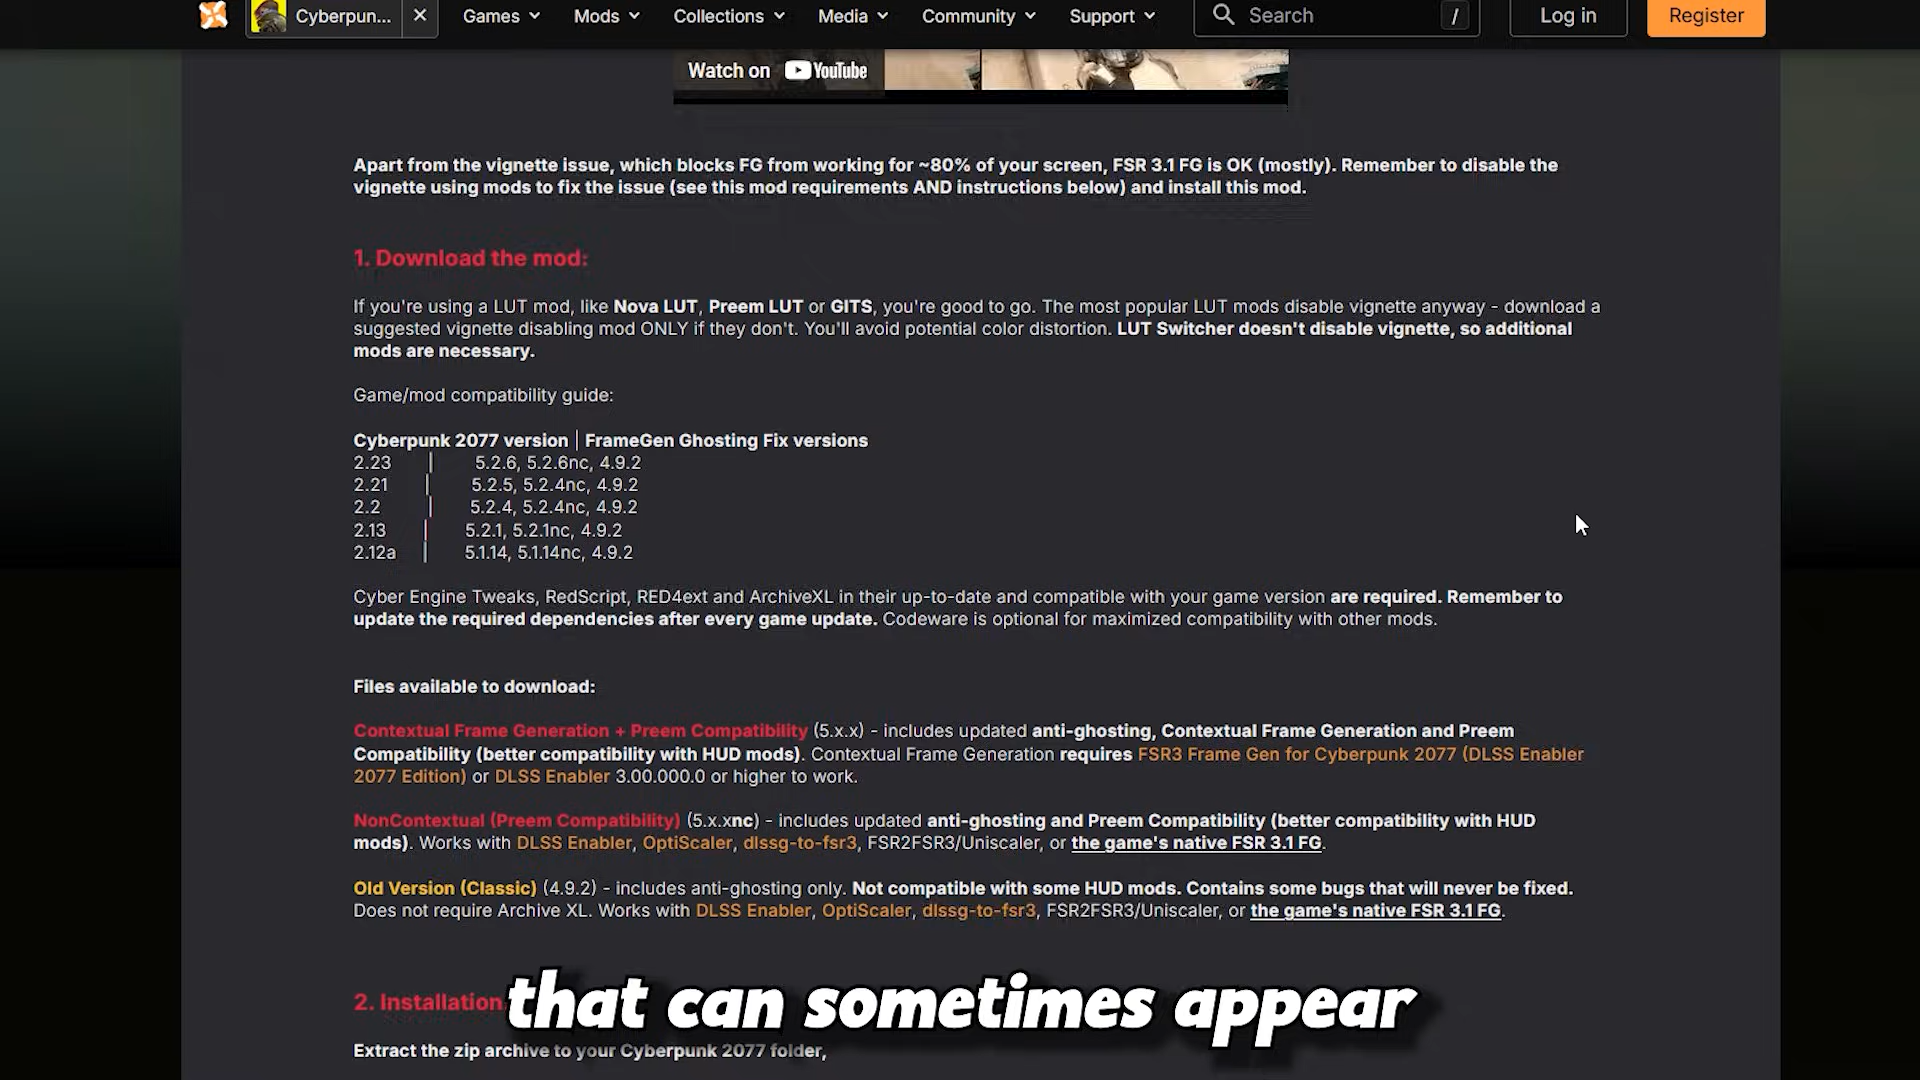 Cyberpun...
Games
Mods
Collections
Media
Community
Support
Search
/
Log in
Register
Watch on YouTube
Apart from the vignette issue, which blocks FG from working for ~80% of your screen, FSR 3.1 FG is OK (mostly). Remember to disable the
vignette using mods to fix the issue (see this mod requirements AND instructions below) and install this mod.
1. Download the mod:
If you're using a LUT mod, like Nova LUT, Preem LUT or GITS, you're good to go. The most popular LUT mods disable vignette anyway - download a
suggested vignette disabling mod ONLY if they don't. You'll avoid potential color distortion. LUT Switcher doesn't disable vignette, so additional
mods are necessary.
Game/mod compatibility guide:
Cyberpunk 2077 version | FrameGen Ghosting Fix versions
2.23 | 5.2.6, 5.2.6nc, 4.9.2
2.21 | 5.2.5, 5.2.4nc, 4.9.2
2.2 | 5.2.4, 5.2.4nc, 4.9.2
2.13 | 5.2.1, 5.2.1nc, 4.9.2
2.12a | 5.1.14, 5.1.14nc, 4.9.2
Cyber Engine Tweaks, RedScript, RED4ext and ArchiveXL in their up-to-date and compatible with your game version are required. Remember to
update the required dependencies after every game update. Codeware is optional for maximized compatibility with other mods.
Files available to download:
Contextual Frame Generation + Preem Compatibility (5.x.x) - includes updated anti-ghosting, Contextual Frame Generation and Preem
Compatibility (better compatibility with HUD mods). Contextual Frame Generation requires FSR3 Frame Gen for Cyberpunk 2077 (DLSS Enabler
2077 Edition) or DLSS Enabler 3.00.000.0 or higher to work.
NonContextual (Preem Compatibility) (5.x.xnc) - includes updated anti-ghosting and Preem Compatibility (better compatibility with HUD
mods). Works with DLSS Enabler, OptiScaler, dlssg-to-fsr3, FSR2FSR3/Uniscaler, or the game's native FSR 3.1 FG.
Old Version (Classic) (4.9.2) - includes anti-ghosting only. Not compatible with some HUD mods. Contains some bugs that will never be fixed.
Does not require Archive XL. Works with DLSS Enabler, OptiScaler, dlssg-to-fsr3, FSR2FSR3/Uniscaler, or the game's native FSR 3.1 FG.
2. Installation
that can sometimes appear
Extract the zip archive to your Cyberpunk 2077 folder,